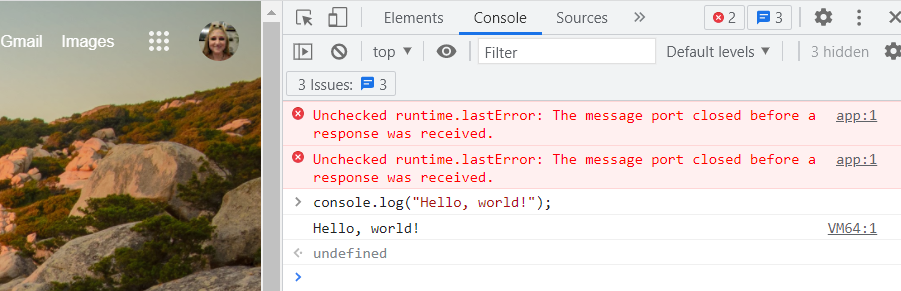 Gmail Images
Elements Console Sources » 2 3
top ▼ Filter Default levels ▼ 3 hidden
3 Issues: 3
Unchecked runtime.lastError: The message port closed before a app:1
response was received.
Unchecked runtime.lastError: The message port closed before a app:1
response was received.
> console.log("Hello, world!");
Hello, world! VM64:1
undefined